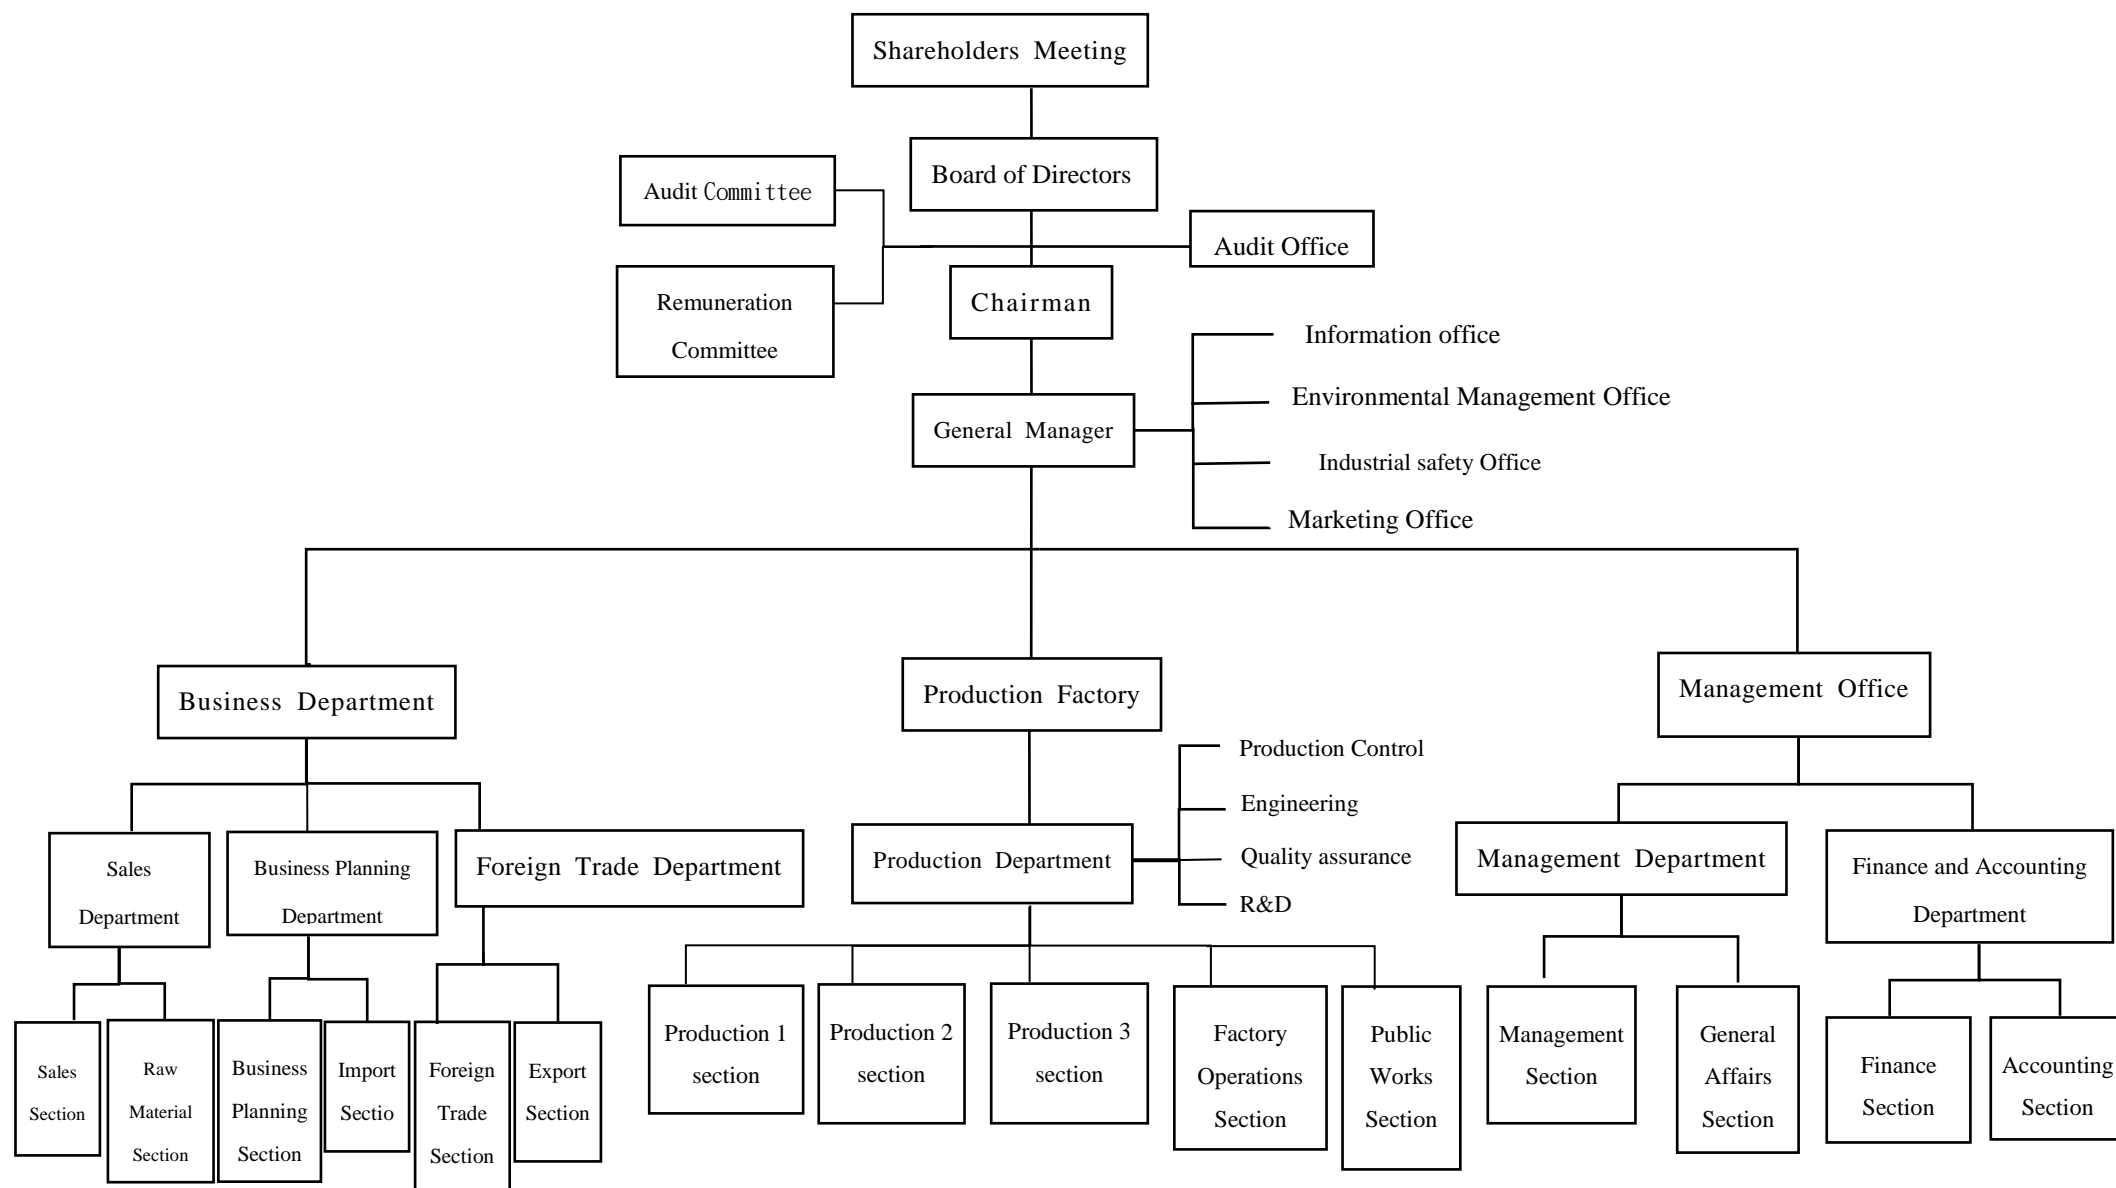 Shareholders Meeting
Board of Directors
Audit Committee
Audit Office
Remuneration
Committee
Chairman
Information office
Environmental Management Office
General Manager
Industrial safety Office
Marketing Office
Business Department
Production Factory
Management Office
Production Control
Engineering
Quality assurance
R&D
Sales
Department
Business Planning
Department
Foreign Trade Department
Production Department
Management Department
Finance and Accounting
Department
Sales
Section
Raw
Material
Section
Business
Planning
Section
Import
Sectio
Foreign
Trade
Section
Export
Section
Production 1
section
Production 2
section
Production 3
section
Factory
Operations
Section
Public
Works
Section
Management
Section
General
Affairs
Section
Finance
Section
Accounting
Section